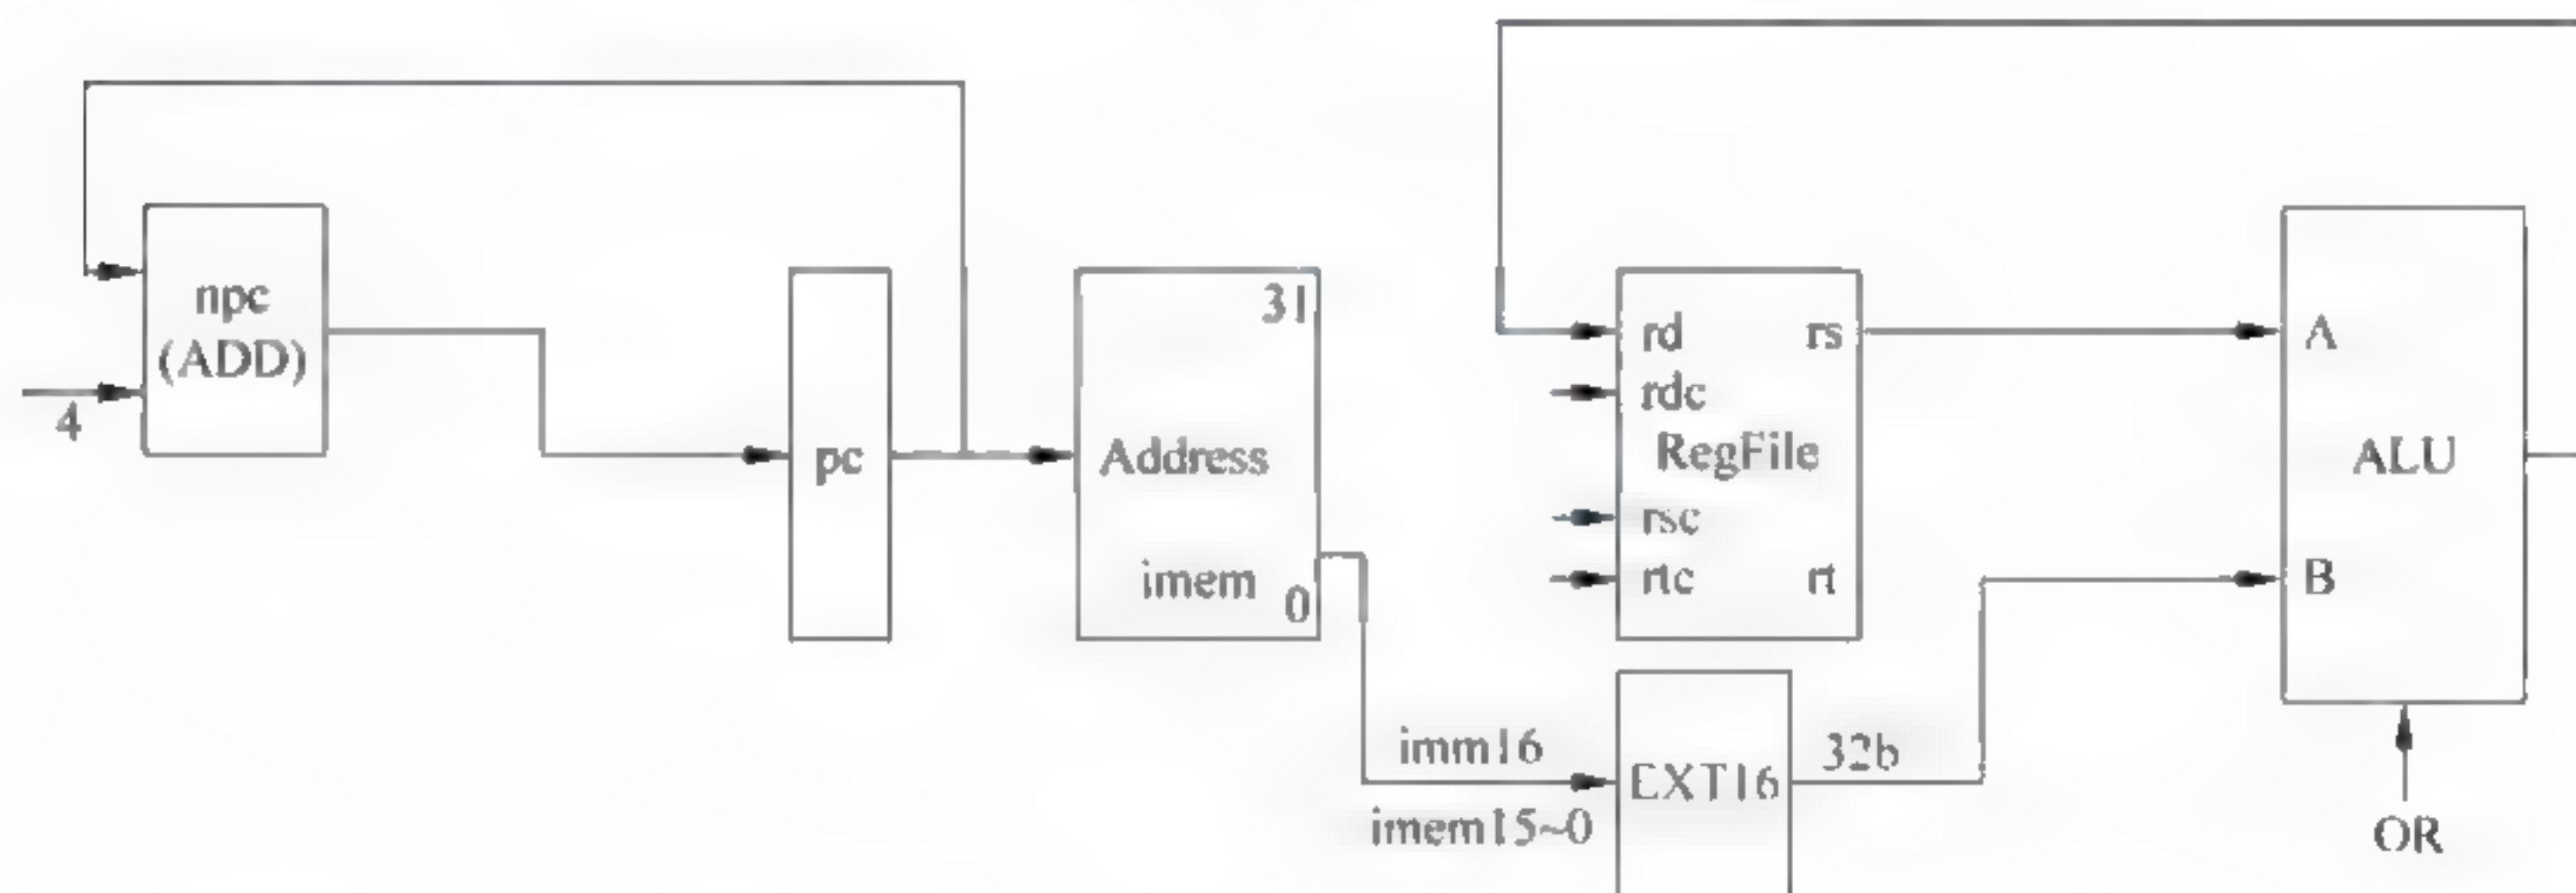 npc
(ADD)
4
pc
31
Address
imem
0
rd
rs
rdc
RegFile
rsc
rtc
rt
A
ALU
B
imm16
imem15~0
EXT16
32b
OR